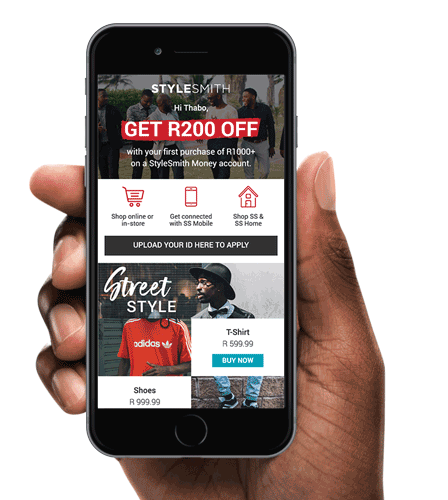 STYLESMITH
Hi Thabo,
GET R200 OFF
with your first purchase of R1000+
on a StyleSmith Money account.
Shop online or
in-store
Get connected
with SS Mobile
Shop SS &
SS Home
UPLOAD YOUR ID HERE TO APPLY
Street
STYLE
adidas
T-Shirt
R 599.99
BUY NOW
Shoes
R 999.99